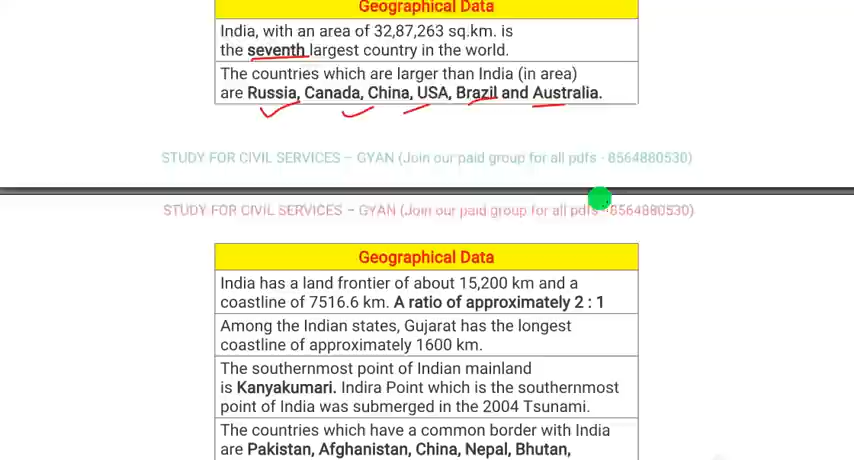 Geographical Data
India, with an area of 32,87,263 sq.km. is
the seventh largest country in the world.
The countries which are larger than India (in area)
are Russia, Canada, China, USA, Brazil and Australia.
STUDY FOR CIVIL SERVICES – GYAN (Join our paid group for all pdfs - 8564880530)
STUDY FOR CIVIL SERVICES – GYAN (Join our paid group for all pdfs -8564880530)
Geographical Data
India has a land frontier of about 15,200 km and a
coastline of 7516.6 km. A ratio of approximately 2 : 1
Among the Indian states, Gujarat has the longest
coastline of approximately 1600 km.
The southernmost point of Indian mainland
is Kanyakumari. Indira Point which is the southernmost
point of India was submerged in the 2004 Tsunami.
The countries which have a common border with India
are Pakistan, Afghanistan, China, Nepal, Bhutan,